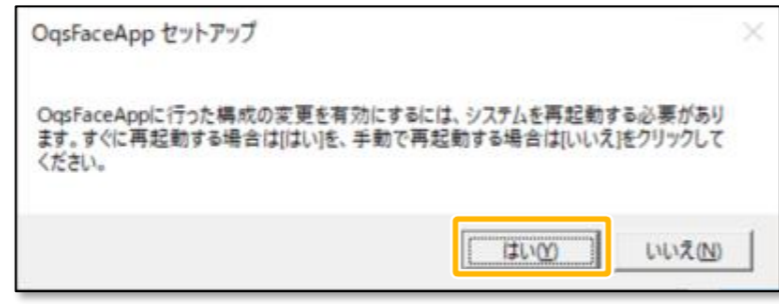 OqsFaceApp セットアップ
OqsFaceAppに行った構成の変更を有効にするには、システムを再起動する必要があり
ます。すぐに再起動する場合は[はい]を、手動で再起動する場合は[いいえ]をクリックして
ください。
はい(Y) いいえ(N)